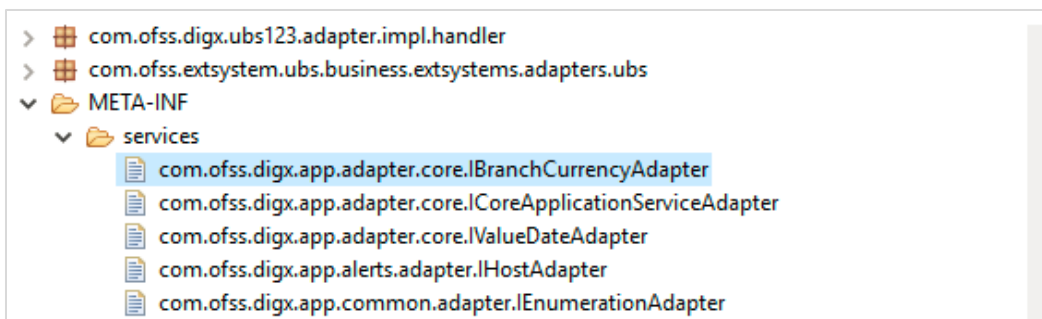 com.ofss.digx.ubs123.adapter.impl.handler
com.ofss.extsystem.ubs.business.extsystems.adapters.ubs
META-INF
services
com.ofss.digx.app.adapter.core.IBranchCurrencyAdapter
com.ofss.digx.app.adapter.core.ICoreApplicationServiceAdapter
com.ofss.digx.app.adapter.core.IValueDateAdapter
com.ofss.digx.app.alerts.adapter.IHostAdapter
com.ofss.digx.app.common.adapter.IEnumerationAdapter